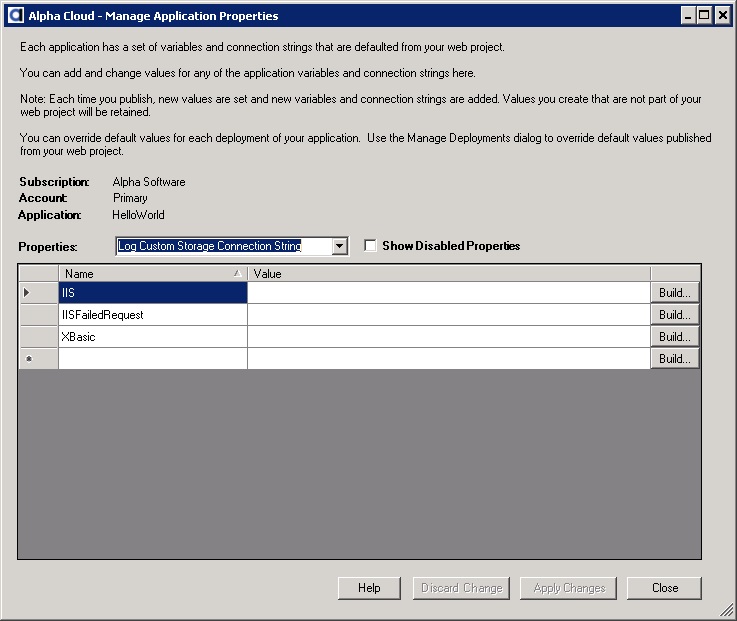 Alpha Cloud - Manage Application Properties
Each application has a set of variables and connection strings that are defaulted from your web project.
You can add and change values for any of the application variables and connection strings here.
Note: Each time you publish, new values are set and new variables and connection strings are added. Values you create that are not part of your
web project will be retained.
You can override default values for each deployment of your application.  Use the Manage Deployments dialog to override default values published
from your web project.
Subscription: Alpha Software
Account: Primary
Application: HelloWorld
Properties: Log Custom Storage Connection String Show Disabled Properties
Name Value
IIS Build...
IISFailedRequest Build...
XBasic Build...
Build...
Help Discard Change Apply Changes Close